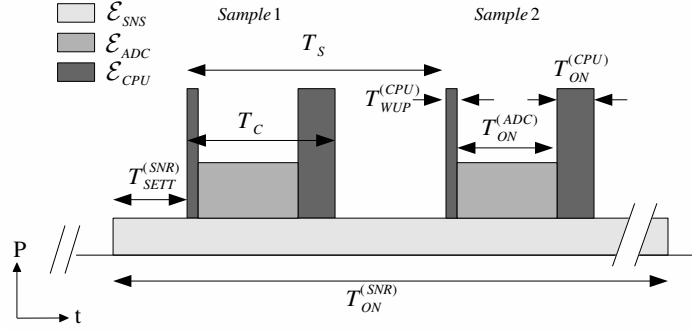 Sample 1
Sample 2
ℰ_SNS
ℰ_ADC
ℰ_CPU
T_S
T_ON^(CPU)
T_WUP^(CPU)
T_C
T_ON^(ADC)
T_SETT^(SNR)
P
t
T_ON^(SNR)